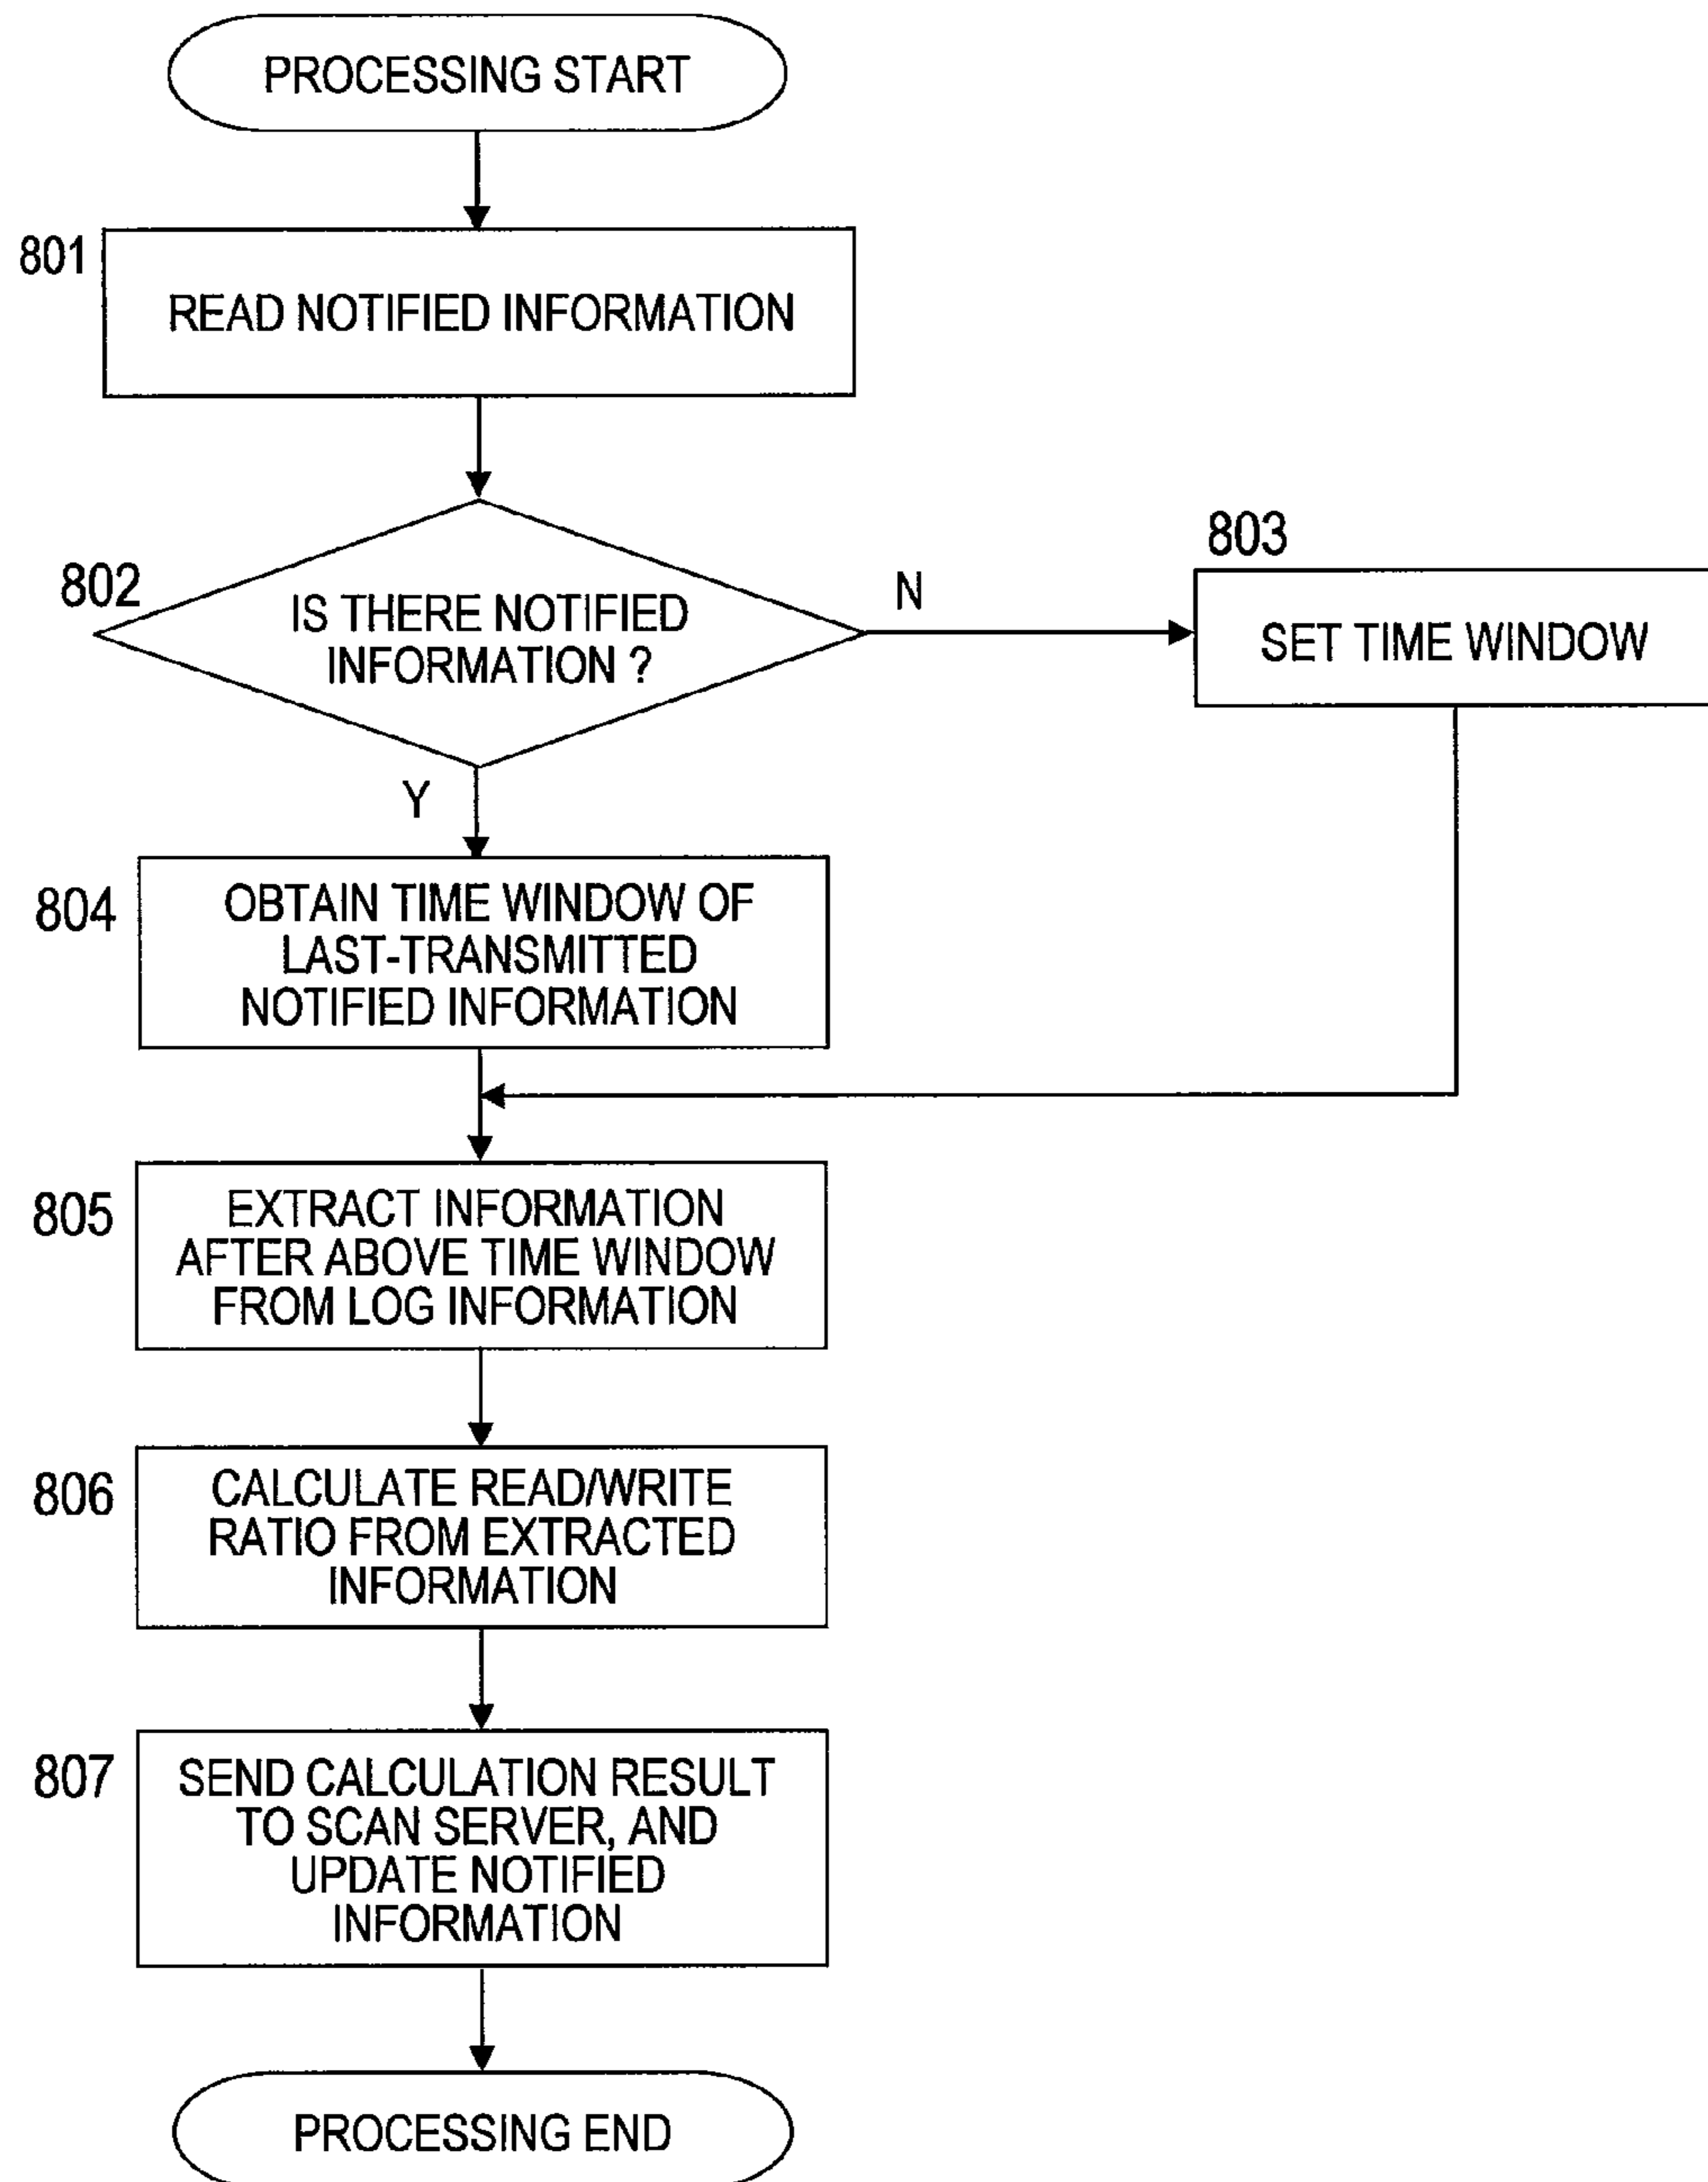 PROCESSING START
801
READ NOTIFIED INFORMATION
802
IS THERE NOTIFIED
INFORMATION ?
N
803
SET TIME WINDOW
Y
804
OBTAIN TIME WINDOW OF
LAST-TRANSMITTED
NOTIFIED INFORMATION
805
EXTRACT INFORMATION
AFTER ABOVE TIME WINDOW
FROM LOG INFORMATION
806
CALCULATE READ/WRITE
RATIO FROM EXTRACTED
INFORMATION
807
SEND CALCULATION RESULT
TO SCAN SERVER, AND
UPDATE NOTIFIED
INFORMATION
PROCESSING END